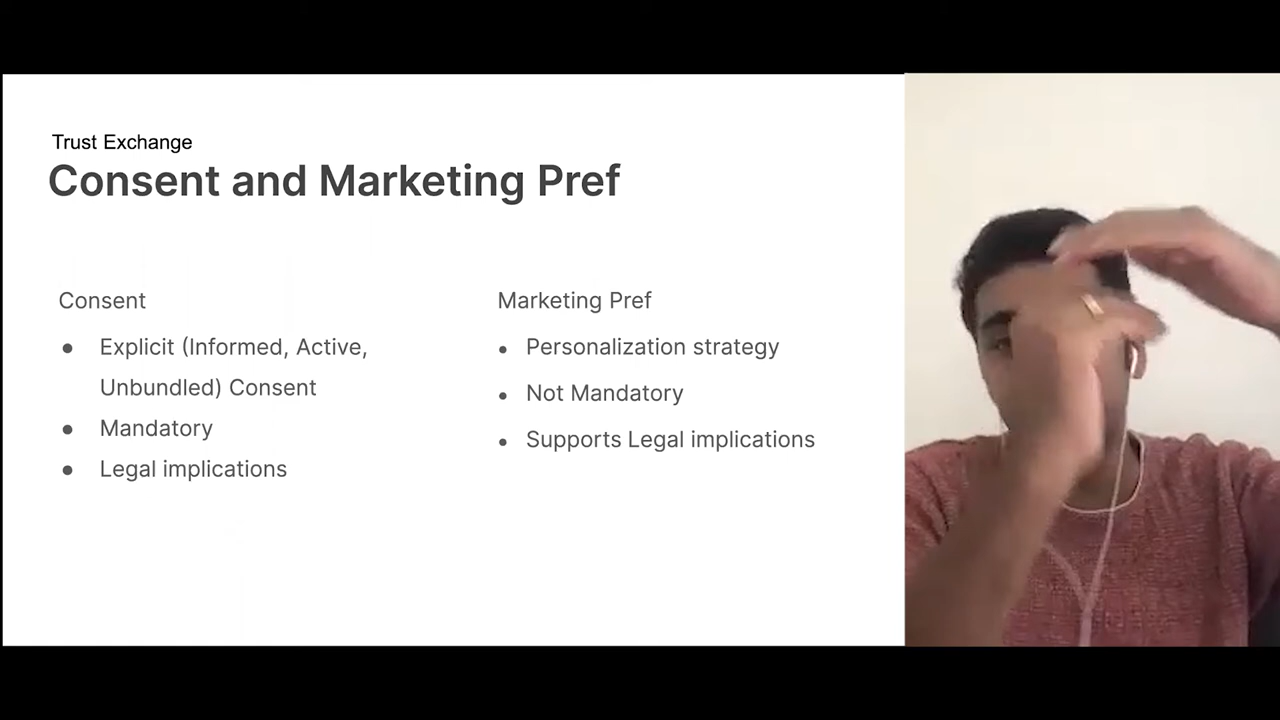 Trust Exchange
Consent and Marketing Pref
Consent
● Explicit (Informed, Active,
Unbundled) Consent
● Mandatory
● Legal implications
Marketing Pref
● Personalization strategy
● Not Mandatory
● Supports Legal implications